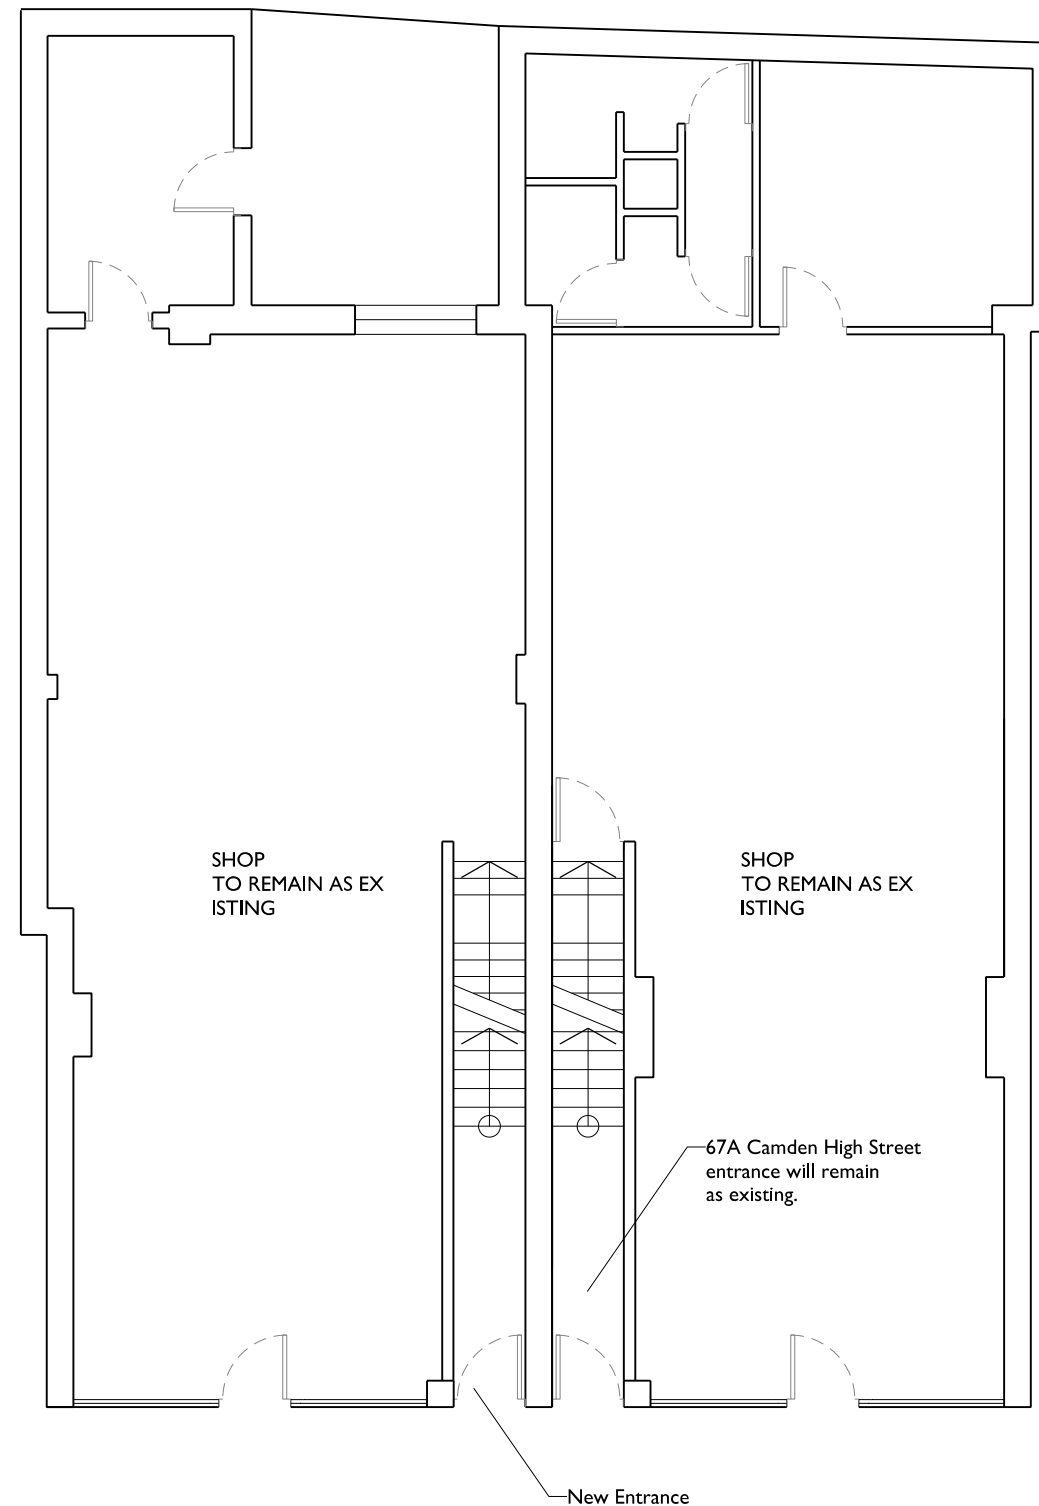 SHOP
TO REMAIN AS EX
ISTING
SHOP
TO REMAIN AS EX
ISTING
67A Camden High Street
entrance will remain
as existing.
New Entrance